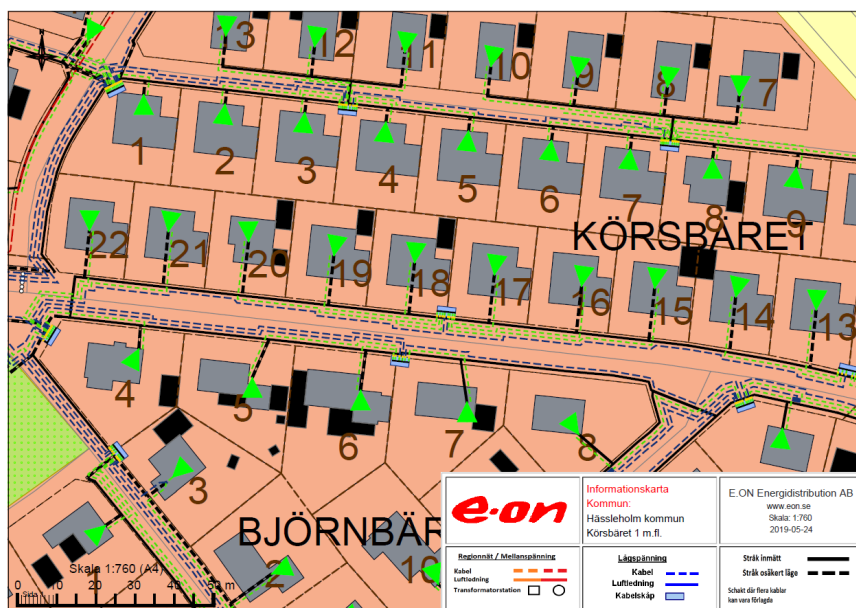 13
12
11
10
9
8
7
1
2
3
4
5
6
7
8
9
KÖRSBÄRET
22
21
20
19
18
17
16
15
14
13
4
5
6
7
8
3
BJÖRNBÄR
2
10
1
Skala 1:760 (A4)
0 10 20 30 40 50 m
Sida 1
e·on
Informationskarta
Kommun:
Hässleholm kommun
Körsbäret 1 m.fl.
E.ON Energidistribution AB
www.eon.se
Skala: 1:760
2019-05-24
Regionnät / Mellanspänning
Kabel
Luftledning
Transformatorstation
Lågspänning
Kabel
Luftledning
Kabelskåp
Stråk inmätt
Stråk osäkert läge
Schakt där flera kablar
kan vara förlagda